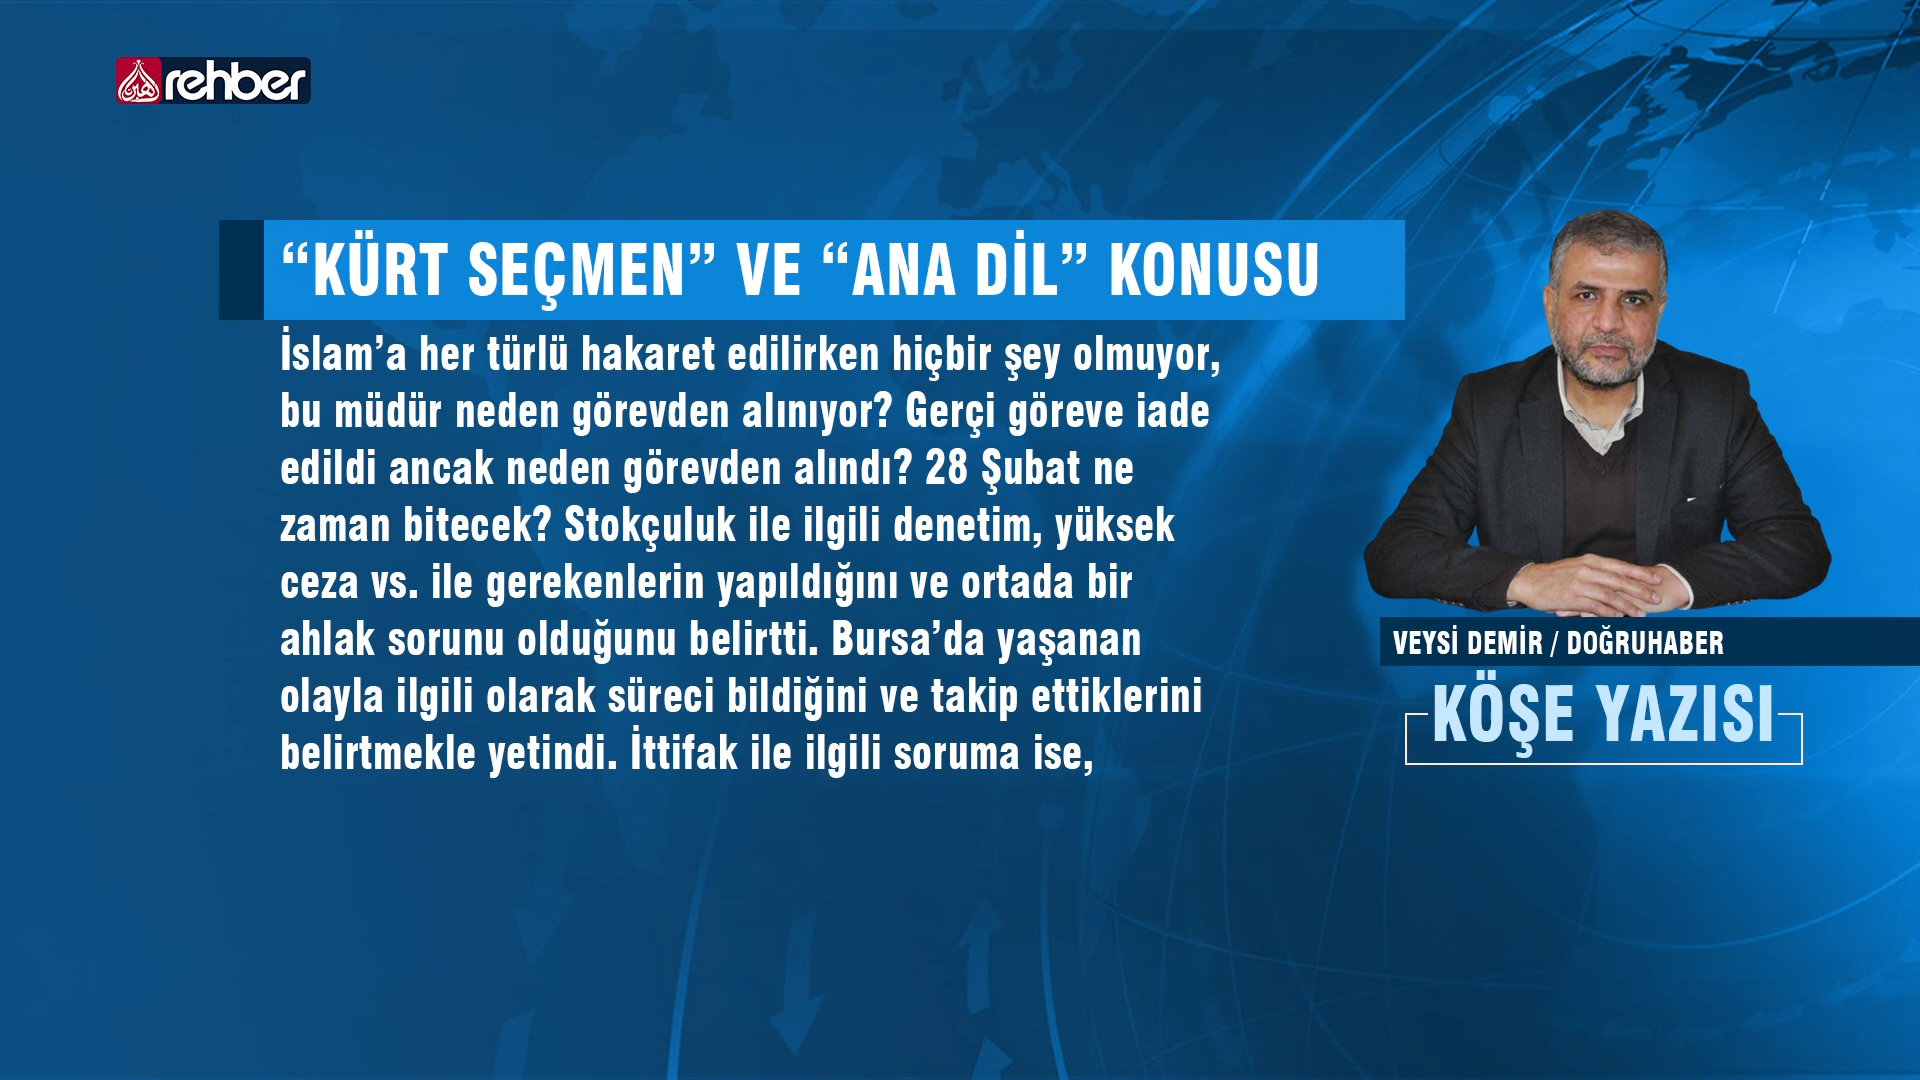 rehber
“KÜRT SEÇMEN” VE “ANA DİL” KONUSU
İslam’a her türlü hakaret edilirken hiçbir şey olmuyor,
bu müdür neden görevden alınıyor? Gerçi göreve iade
edildi ancak neden görevden alındı? 28 Şubat ne
zaman bitecek? Stokçuluk ile ilgili denetim, yüksek
ceza vs. ile gerekenlerin yapıldığını ve ortada bir
ahlak sorunu olduğunu belirtti. Bursa’da yaşanan
olayla ilgili olarak süreci bildiğini ve takip ettiklerini
belirtmekle yetindi. İttifak ile ilgili soruma ise,
VEYSİ DEMİR / DOĞRUHABER
KÖŞE YAZISI